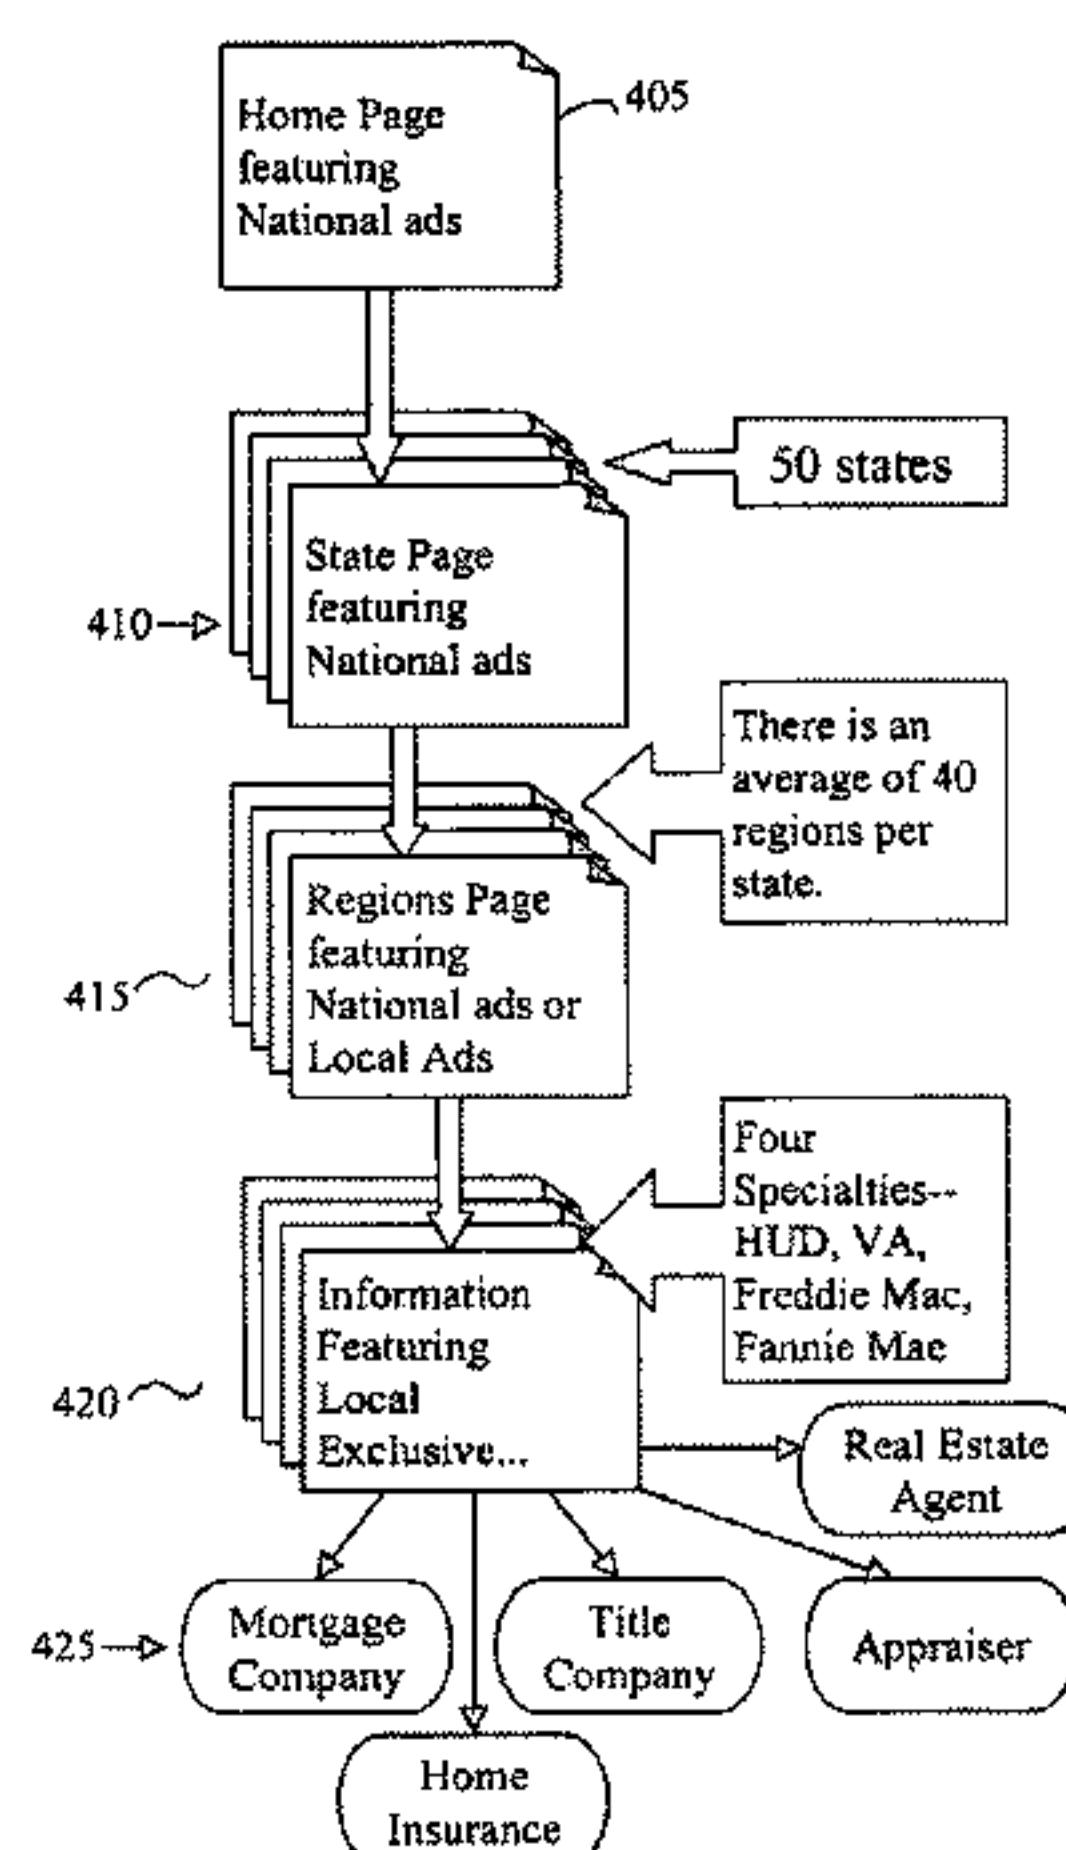 Home Page
featuring
National ads
405
50 states
State Page
featuring
National ads
410
There is an
average of 40
regions per
state.
Regions Page
featuring
National ads or
Local Ads
415
Four
Specialties--
HUD, VA,
Freddie Mac,
Fannie Mae
Information
Featuring
Local
Exclusive...
420
Real Estate
Agent
Mortgage
Company
425
Title
Company
Appraiser
Home
Insurance